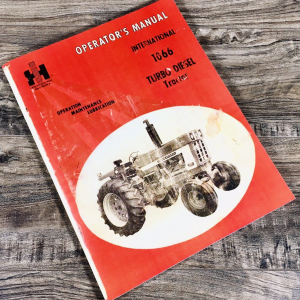 OPERATOR'S MANUAL
INTERNATIONAL
1066
TURBO DIESEL
Tractor
OPERATION
MAINTENANCE
LUBRICATION